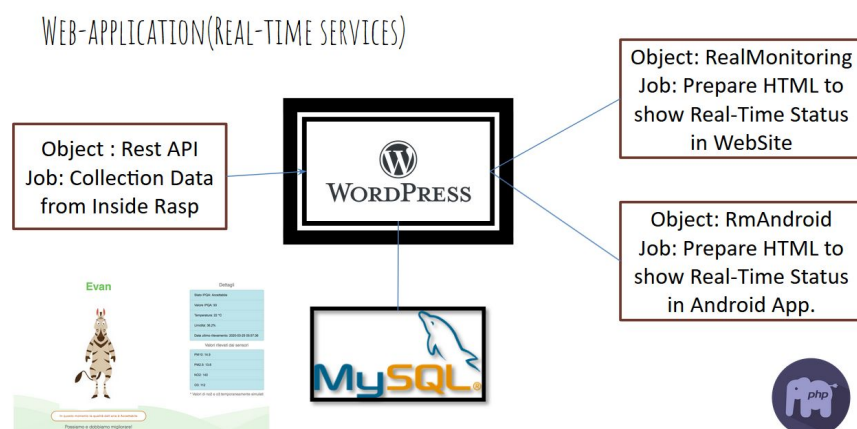 Web-application(Real-time services)
Object : Rest API
Job: Collection Data
from Inside Rasp
WordPress
Object: RealMonitoring
Job: Prepare HTML to
show Real-Time Status
in WebSite
Object: RmAndroid
Job: Prepare HTML to
show Real-Time Status
in Android App.
MySQL®
php
Evan
Dettagli
Temperatura: 20 °C
Valori rilevati dai sensori
Possiamo e dobbiamo migliorare!